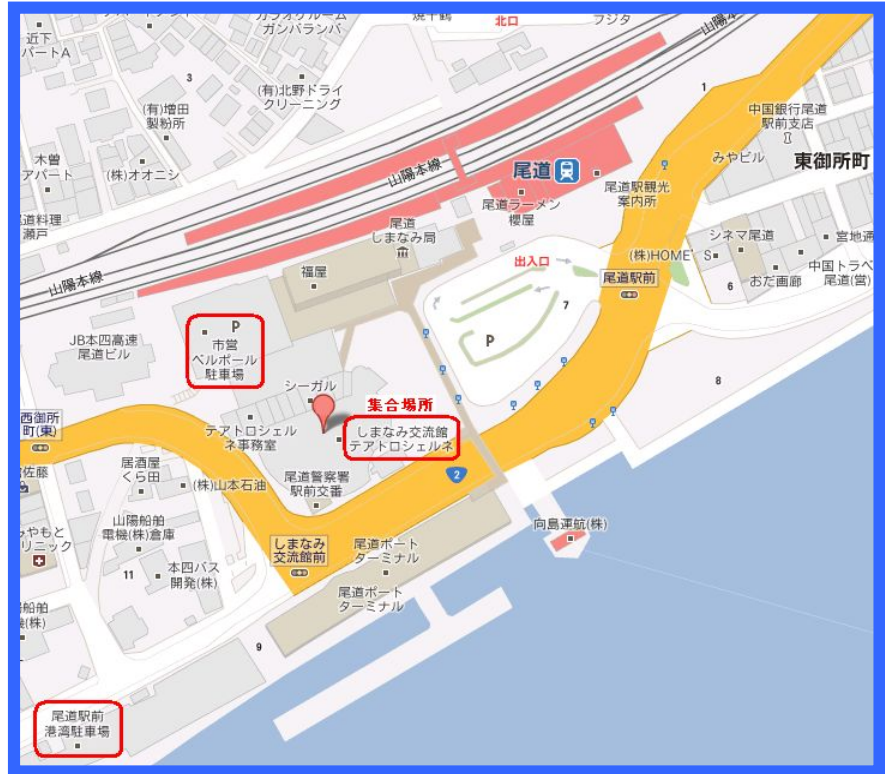 カラオケルーム
ガンバランバ
焼干鶴
北口
フジタ
山陽本線
近下
パートA
3
(有)北野ドライ
クリーニング
1
(有)増田
製粉所
中国銀行尾道
駅前支店
木曽
アパート
(株)オオニシ
山陽本線
尾道
みやビル
東御所町
尾道駅観光
案内所
尾道ラーメン
櫻屋
道料理
瀬戸
尾道
しまなみ局
シネマ尾道
宮地通
(株)HOME'S
福屋
出入口
尾道駅前
中国トラベ
尾道(営)
おだ画廊
6
山陽本線
7
P
P
市営
ベルポール
駐車場
JB本四高速
尾道ビル
8
シーガル
集合場所
西御所
町(東)
テアトロシェル
ネ事務室
しまなみ交流館
テアトロシェルネ
居酒屋
くら田
佐藤
(株)山本石油
尾道警察署
駅前交番
2
みやもと
リニック
山陽船舶
電機(株)倉庫
向島運航(株)
しまなみ
交流館前
尾道ポート
ターミナル
11
本四バス
開発(株)
尾道ポート
ターミナル
船舶
(株)
9
尾道駅前
港湾駐車場